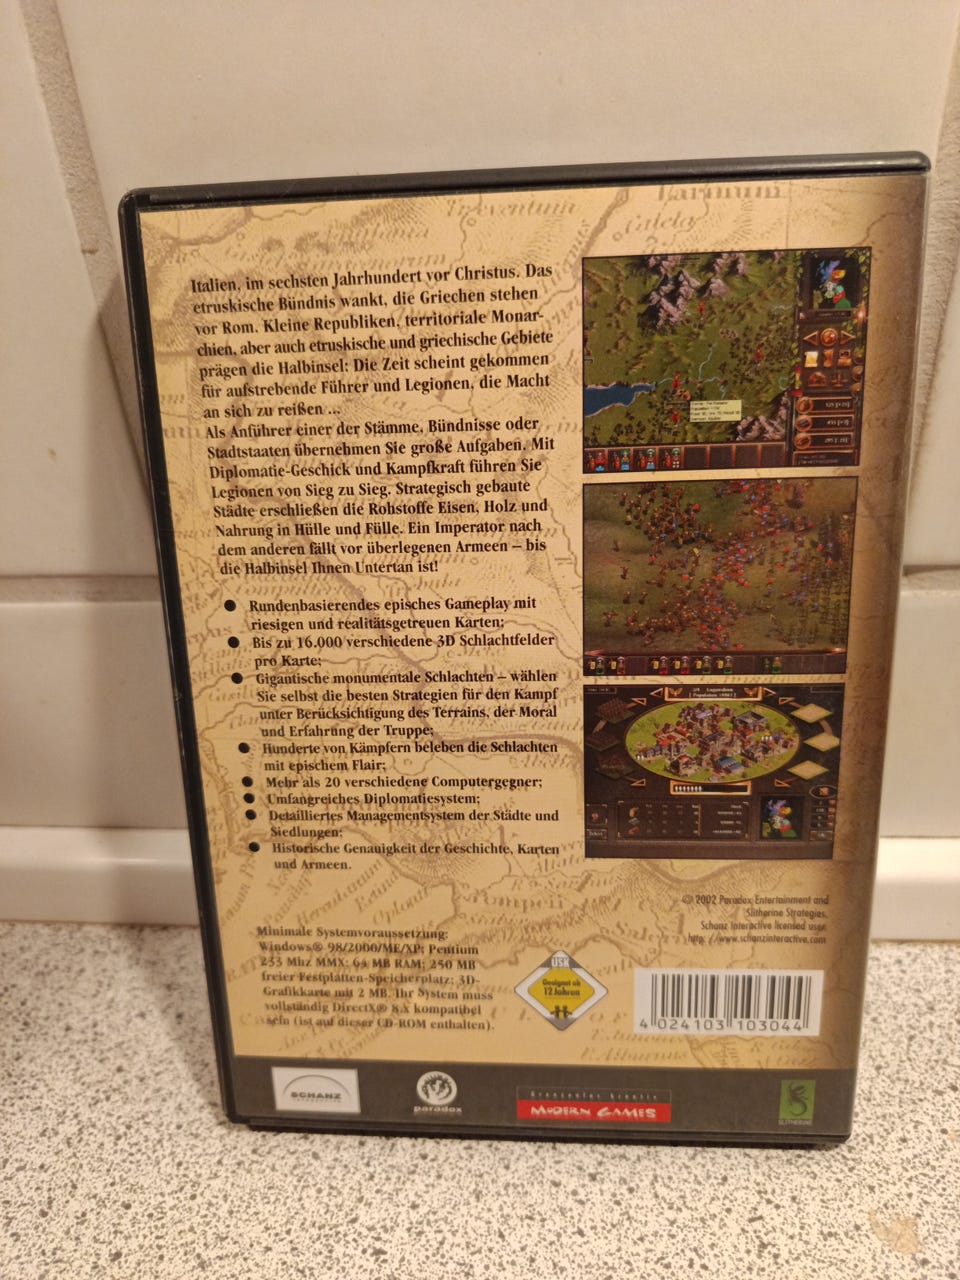 Italien, im sechsten Jahrhundert vor Christus. Das
etruskische Bündnis wankt, die Griechen stehen
vor Rom. Kleine Republiken, territoriale Monar-
chien, aber auch etruskische und griechische Gebiete
prägen die Halbinsel: Die Zeit scheint gekommen
für aufstrebende Führer und Legionen, die Macht
an sich zu reißen ...
Als Anführer einer der Stämme, Bündnisse oder
Stadtstaaten übernehmen Sie große Aufgaben. Mit
Diplomatie-Geschick und Kampfkraft führen Sie
Legionen von Sieg zu Sieg. Strategisch gebaute
Städte erschließen die Rohstoffe Eisen, Holz und
Nahrung in Hülle und Fülle. Ein Imperator nach
dem anderen fällt vor überlegenen Armeen – bis
die Halbinsel Ihnen Untertan ist!
● Rundenbasierendes episches Gameplay mit
riesigen und realitätsgetreuen Karten;
● Bis zu 16.000 verschiedene 3D Schlachtfelder
pro Karte;
● Gigantische monumentale Schlachten – wählen
Sie selbst die besten Strategien für den Kampf
unter Berücksichtigung des Terrains, der Moral
und Erfahrung der Truppe;
● Hunderte von Kämpfern beleben die Schlachten
mit epischem Flair;
● Mehr als 20 verschiedene Computergegner;
● Umfangreiches Diplomatiesystem;
● Detailliertes Managementsystem der Städte und
Siedlungen;
● Historische Genauigkeit der Geschichte, Karten
und Armeen.
Minimale Systemvoraussetzung:
Windows® 98/2000/ME/XP; Pentium
233 Mhz MMX; 64 MB RAM; 250 MB
freier Festplatten-Speicherplatz; 3D-
Grafikkarte mit 2 MB. Ihr System muss
vollständig DirectX® 8.x kompatibel
sein (ist auf dieser CD-ROM enthalten).
© 2002 Paradox Entertainment and
Slitherine Strategies,
Schanz Interactive licensed user.
http://www.schanzinteractive.com
USK
Geeignet ab
12 Jahren
4 024103 103044
SCHANZ
paradox
Grenzenlos kreativ
MODERN GAMES
SLITHERINE
Treventum
Larinum
Caleta
Pompeii